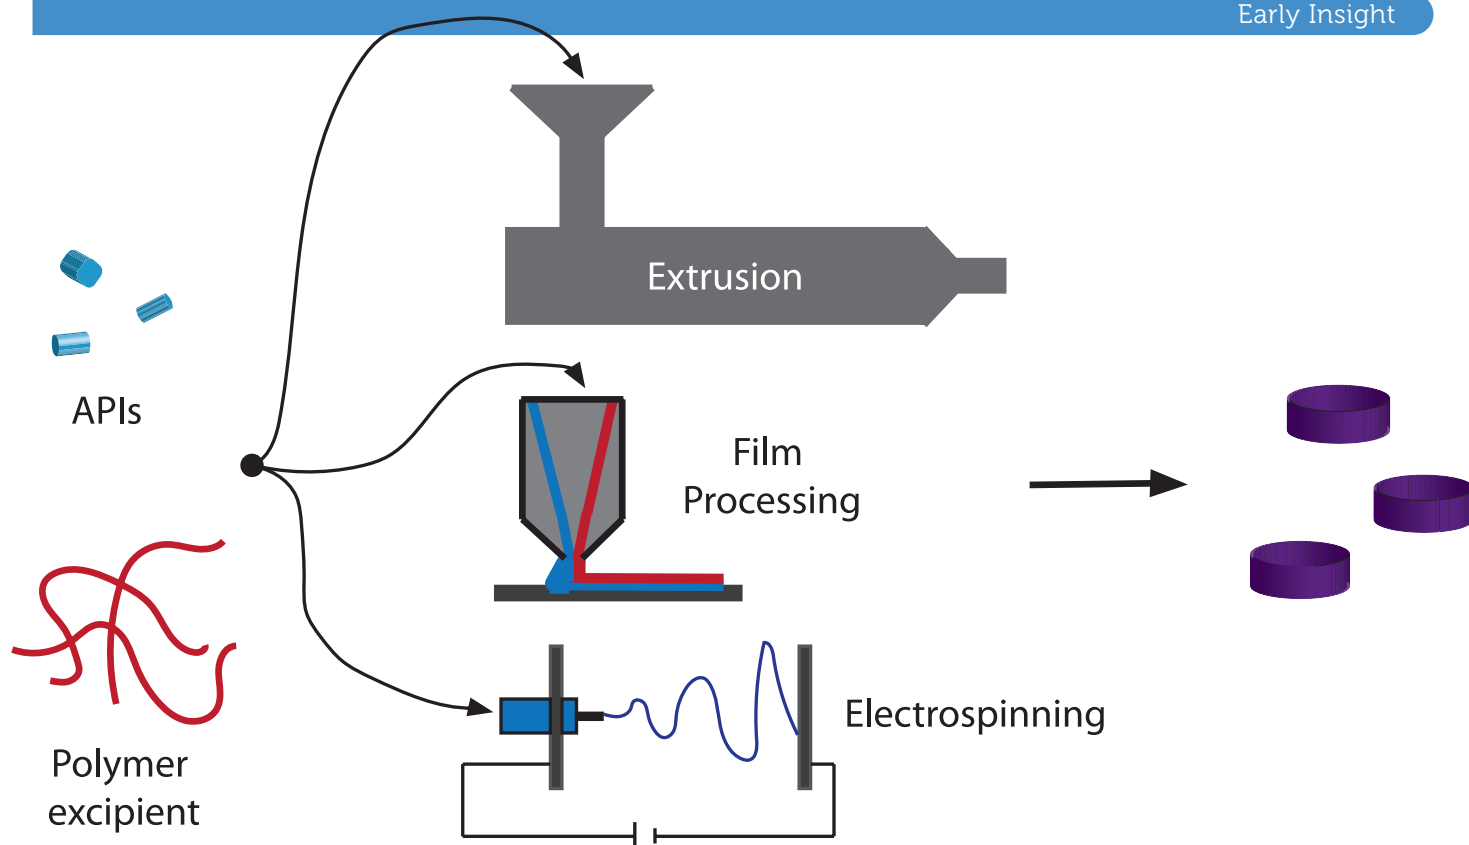 Early Insight
Extrusion
APIs
Film
Processing
Electrospinning
Polymer
excipient